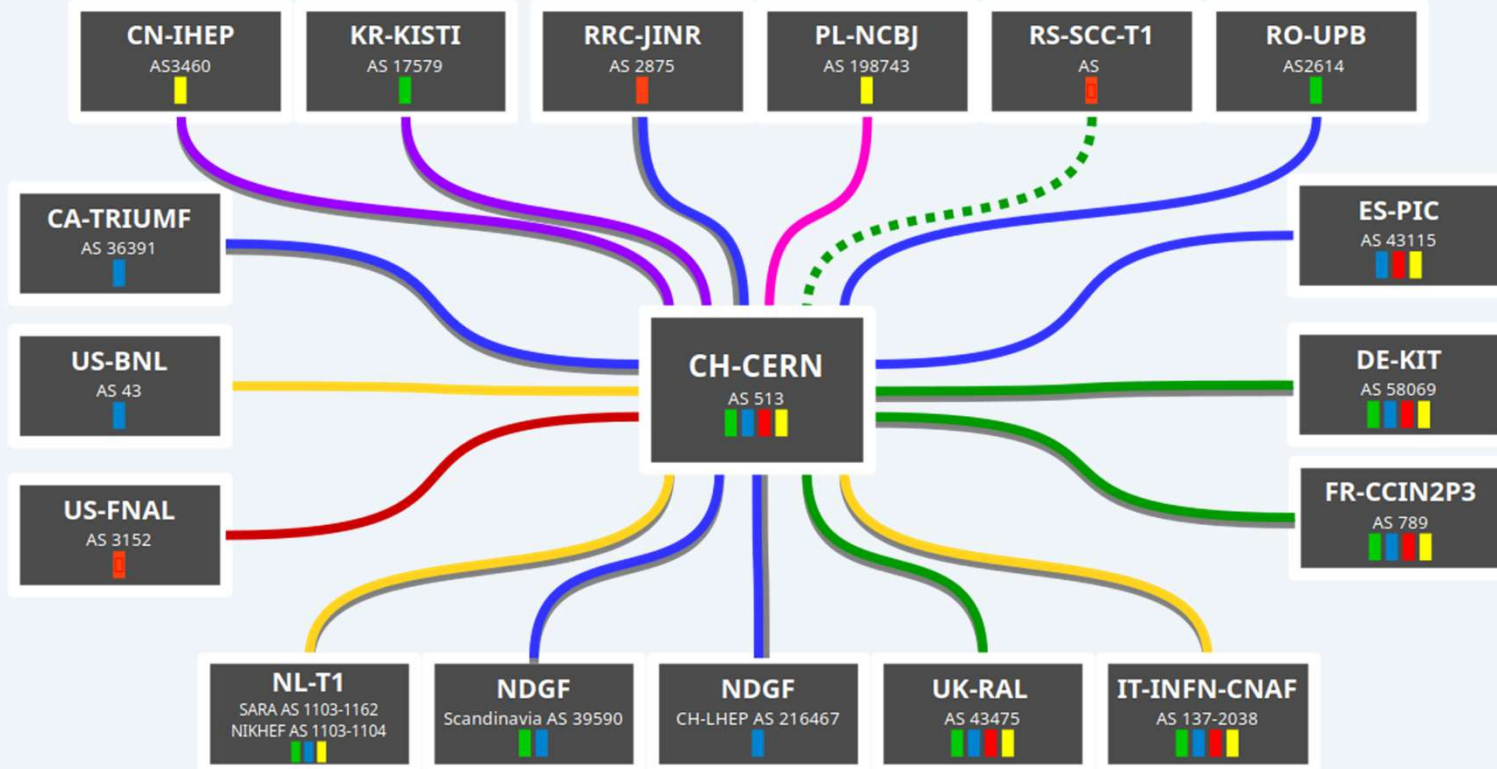 CN-IHEP
AS3460
KR-KISTI
AS 17579
RRC-JINR
AS 2875
PL-NCBJ
AS 198743
RS-SCC-T1
AS
RO-UPB
AS2614
CA-TRIUMF
AS 36391
ES-PIC
AS 43115
US-BNL
AS 43
CH-CERN
AS 513
DE-KIT
AS 58069
US-FNAL
AS 3152
FR-CCIN2P3
AS 789
NL-T1
SARA AS 1103-1162
NIKHEF AS 1103-1104
NDGF
Scandinavia AS 39590
NDGF
CH-LHEP AS 216467
UK-RAL
AS 43475
IT-INFN-CNAF
AS 137-2038